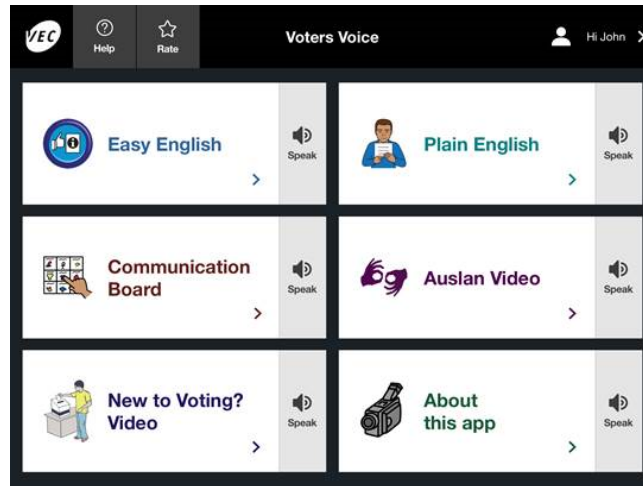 VEC
Help
Rate
Voters Voice
Hi John
Easy English
Speak
Plain English
Speak
Communication
Board
Speak
Auslan Video
Speak
New to Voting?
Video
Speak
About
this app
Speak